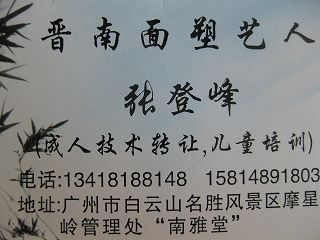 晋南面塑艺人
张登峰
(成人技术转让,儿童培训)
电话:13418188148 15814891803
地址:广州市白云山名胜风景区摩星
岭管理处“南雅堂”